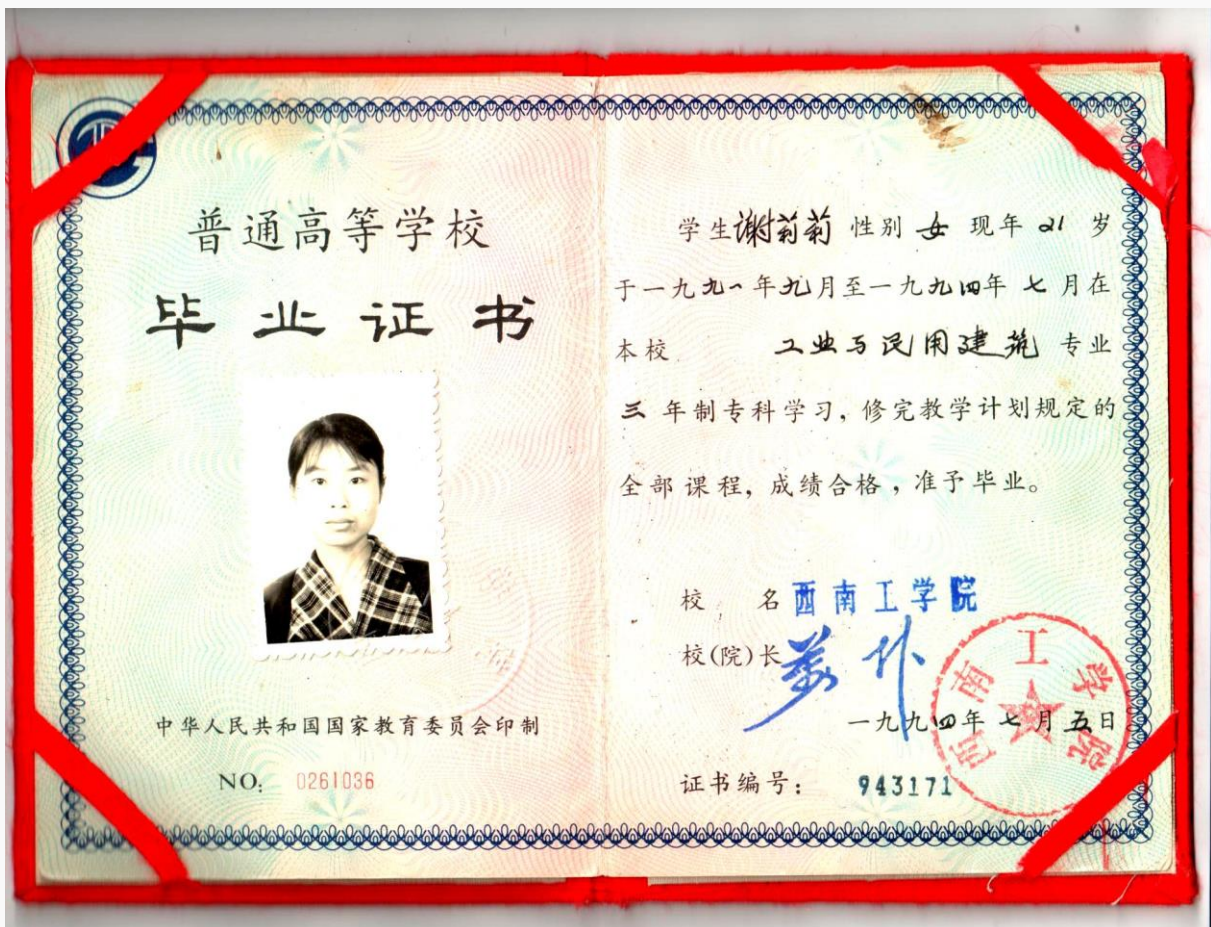 普通高等学校
毕业证书
中华人民共和国国家教育委员会印制
NO: 0261036
学生谢莉莉 性别 女 现年 21 岁
于一九九一年九月至一九九四年七月在
本校 工业与民用建筑 专业
三年制专科学习，修完教学计划规定的
全部课程，成绩合格，准予毕业。
校 名 西南工学院
校(院)长
一九九四年七月五日
证书编号： 943171
西南工学院